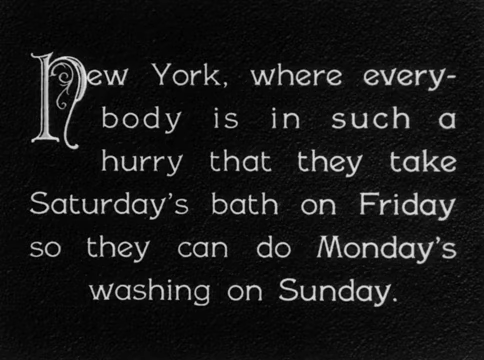 New York, where every-
body is in such a
hurry that they take
Saturday's bath on Friday
so they can do Monday's
washing on Sunday.